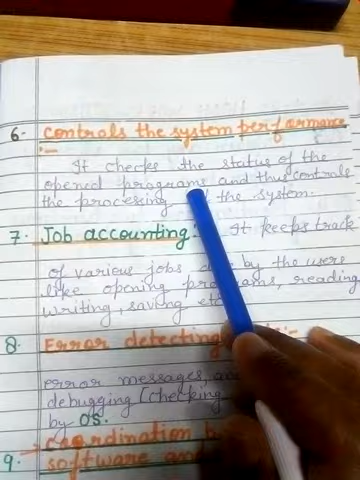 6. Controls the system performance
:-
It checks the status of the
opened programs and thus controls
the processing of the system.
7. Job accounting It keeps track
of various jobs by the users
like opening programs, reading
writing, saving etc
8. Error detecting :-
error messages,
debugging (checking
by OS.
9. → Coordination b
software and